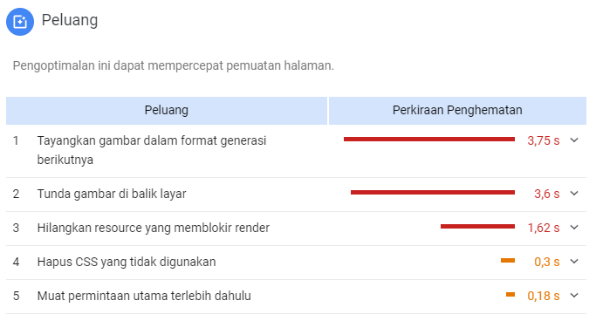 Peluang
Pengoptimalan ini dapat mempercepat pemuatan halaman.
Peluang Perkiraan Penghematan
1 Tayangkan gambar dalam format generasi 3,75 s
berikutnya
2 Tunda gambar di balik layar 3,6 s
3 Hilangkan resource yang memblokir render 1,62 s
4 Hapus CSS yang tidak digunakan 0,3 s
5 Muat permintaan utama terlebih dahulu 0,18 s